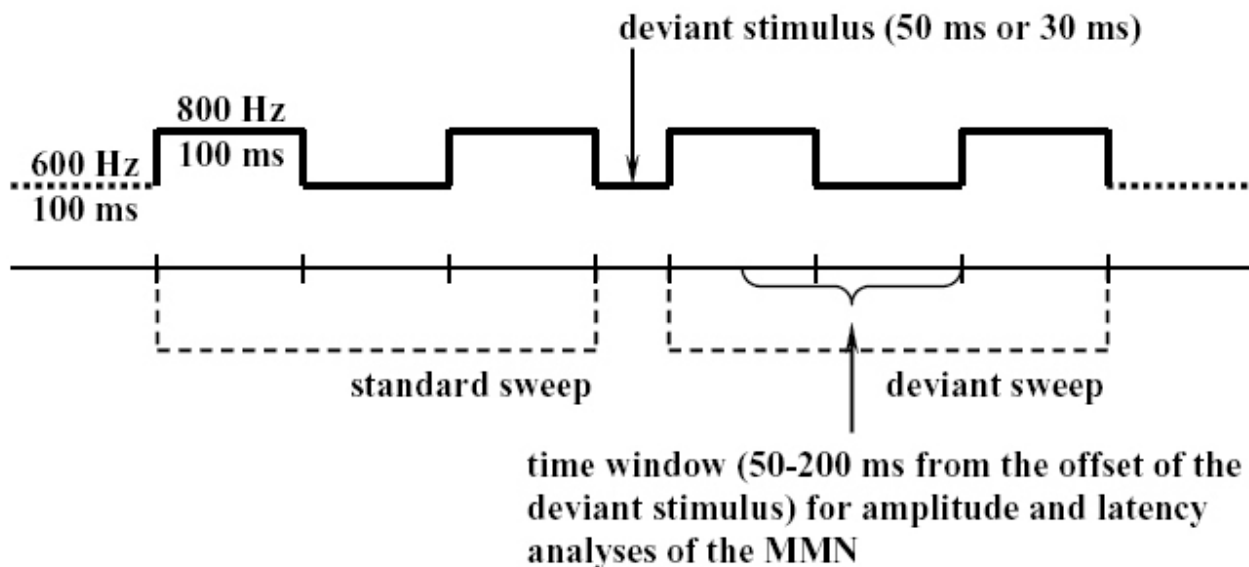 deviant stimulus (50 ms or 30 ms)
800 Hz
100 ms
600 Hz
100 ms
standard sweep
deviant sweep
time window (50-200 ms from the offset of the
deviant stimulus) for amplitude and latency
analyses of the MMN